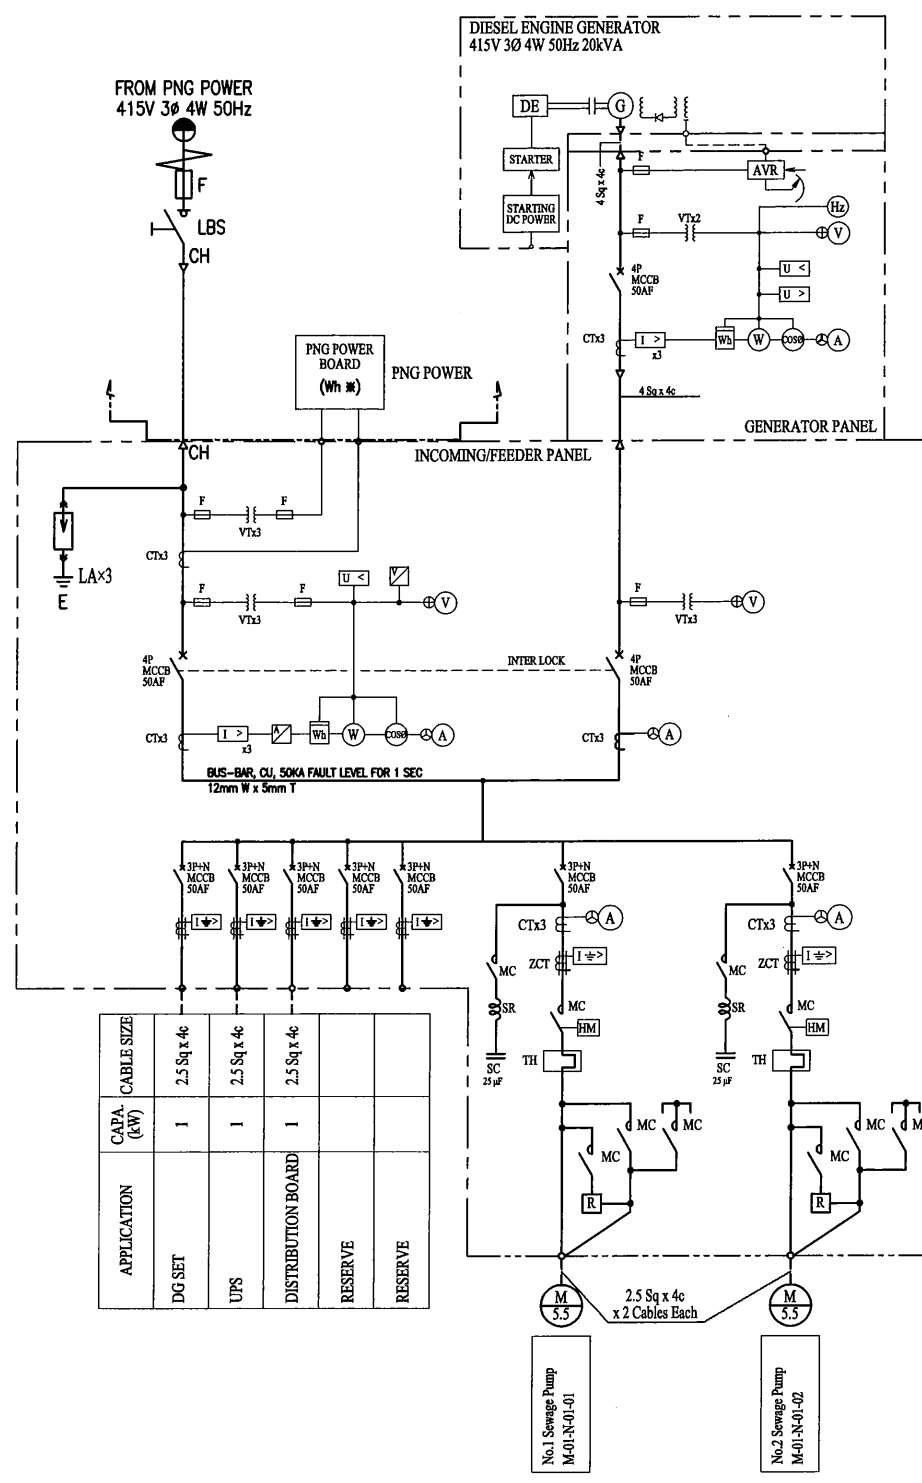 DIESEL ENGINE GENERATOR
415V 3Ø 4W 50Hz 20kVA
FROM PNG POWER
415V 3ø 4W 50Hz
DE
G
F
LBS
CH
STARTER
STARTING
DC POWER
4 Sq x 4c
F
AVR
F
VTx2
Hz
V
U <
U >
4P
MCCB
50AF
CTx3
I >
x3
Wh
W
COSØ
A
4 Sq x 4c
GENERATOR PANEL
PNG POWER
BOARD
(Wh ※)
PNG POWER
CH
INCOMING/FEEDER PANEL
F
VTx3
F
CTx3
LA×3
E
F
VTx3
F
U <
V
V
F
VTx3
V
4P
MCCB
50AF
INTER LOCK
4P
MCCB
50AF
CTx3
I >
x3
A
Wh
W
COSØ
A
CTx3
A
BUS-BAR, CU, 50KA FAULT LEVEL FOR 1 SEC
12mm W x 5mm T
3P+N
MCCB
50AF
3P+N
MCCB
50AF
3P+N
MCCB
50AF
3P+N
MCCB
50AF
3P+N
MCCB
50AF
3P+N
MCCB
50AF
I >
I >
I >
I >
I >
CTx3
A
ZCT
I >
MC
SR
SC
25 µF
MC
HM
TH
MC
MC
MC
R
CTx3
A
ZCT
I >
MC
SR
SC
25 µF
MC
HM
TH
MC
M
MC
R
CABLE SIZE
2.5 Sq x 4c
2.5 Sq x 4c
2.5 Sq x 4c
CAPA.
(kW)
1
1
1
APPLICATION
DG SET
UPS
DISTRIBUTION BOARD
RESERVE
RESERVE
M
5.5
2.5 Sq x 4c
x 2 Cables Each
M
5.5
No.1 Sewage Pump
M-01-N-01-01
No.2 Sewage Pump
M-01-N-01-02